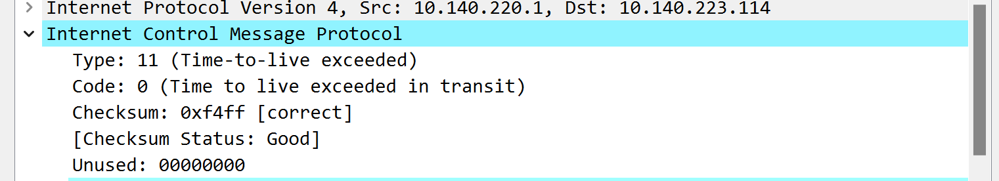 Internet Protocol Version 4, Src: 10.140.220.1, Dst: 10.140.223.114
Internet Control Message Protocol
Type: 11 (Time-to-live exceeded)
Code: 0 (Time to live exceeded in transit)
Checksum: 0xf4ff [correct]
[Checksum Status: Good]
Unused: 00000000